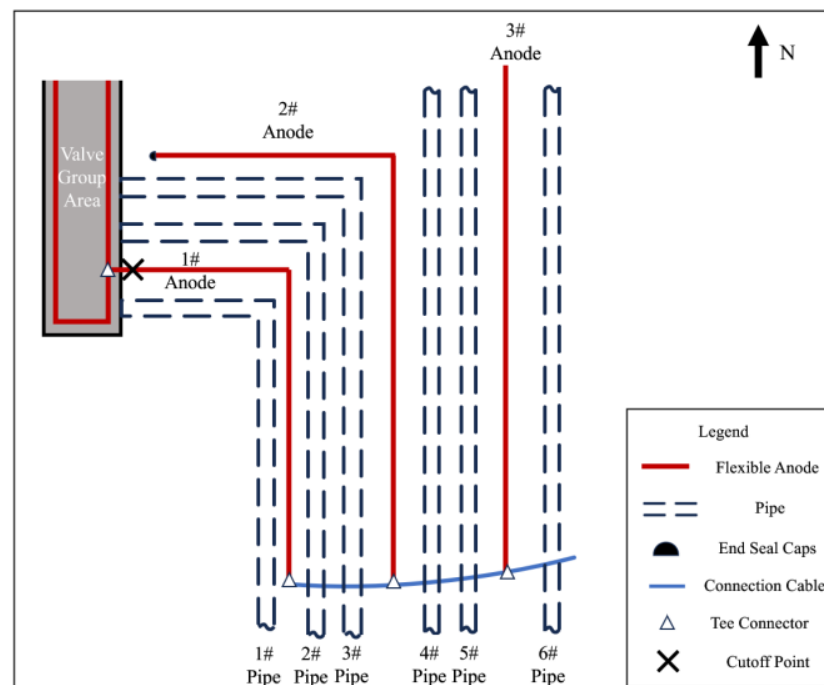 3#
Anode
N
2#
Anode
Valve
Group
Area
1#
Anode
Legend
Flexible Anode
Pipe
End Seal Caps
Connection Cable
Tee Connector
Cutoff Point
1#
Pipe
2#
Pipe
3#
Pipe
4#
Pipe
5#
Pipe
6#
Pipe